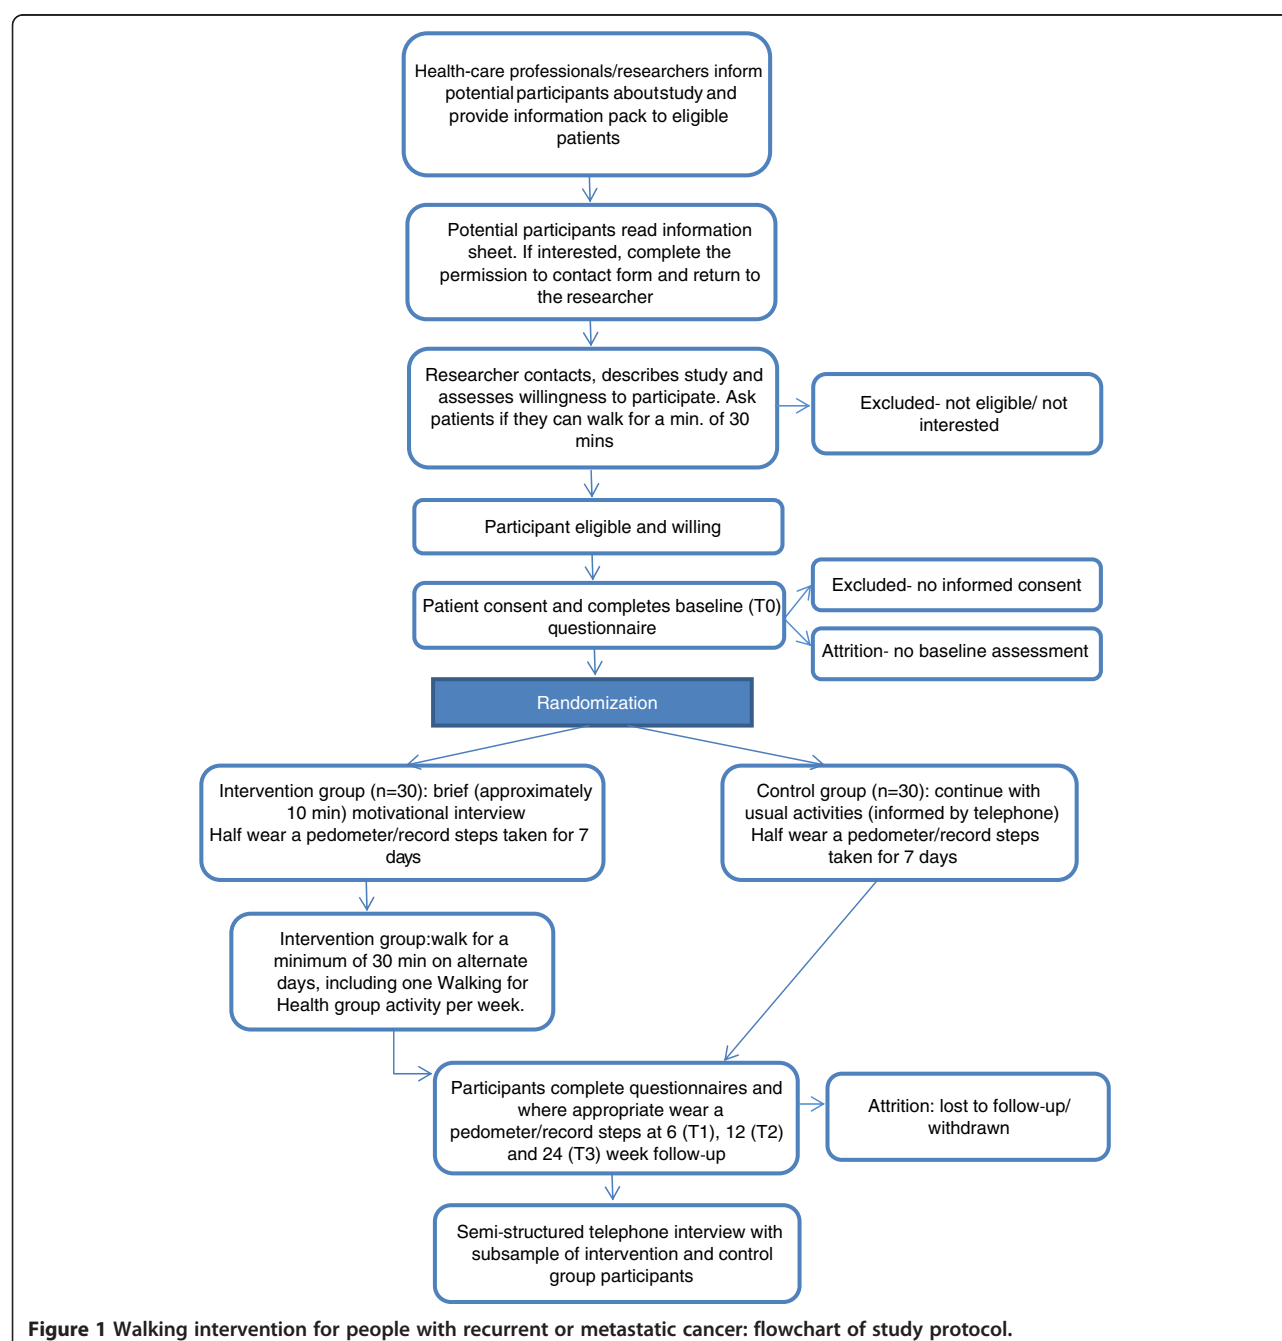 Health-care professionals/researchers inform
potential participants about study and
provide information pack to eligible
patients
Potential participants read information
sheet. If interested, complete the
permission to contact form and return to
the researcher
Researcher contacts, describes study and
assesses willingness to participate. Ask
patients if they can walk for a min. of 30
mins
Excluded- not eligible/ not
interested
Participant eligible and willing
Patient consent and completes baseline (T0)
questionnaire
Excluded- no informed consent
Attrition- no baseline assessment
Randomization
Intervention group (n=30): brief (approximately
10 min) motivational interview
Half wear a pedometer/record steps taken for 7
days
Control group (n=30): continue with
usual activities (informed by telephone)
Half wear a pedometer/record steps
taken for 7 days
Intervention group:walk for a
minimum of 30 min on alternate
days, including one Walking for
Health group activity per week.
Participants complete questionnaires and
where appropriate wear a
pedometer/record steps at 6 (T1), 12 (T2)
and 24 (T3) week follow-up
Attrition: lost to follow-up/
withdrawn
Semi-structured telephone interview with
subsample of intervention and control
group participants
Figure 1 Walking intervention for people with recurrent or metastatic cancer: flowchart of study protocol.